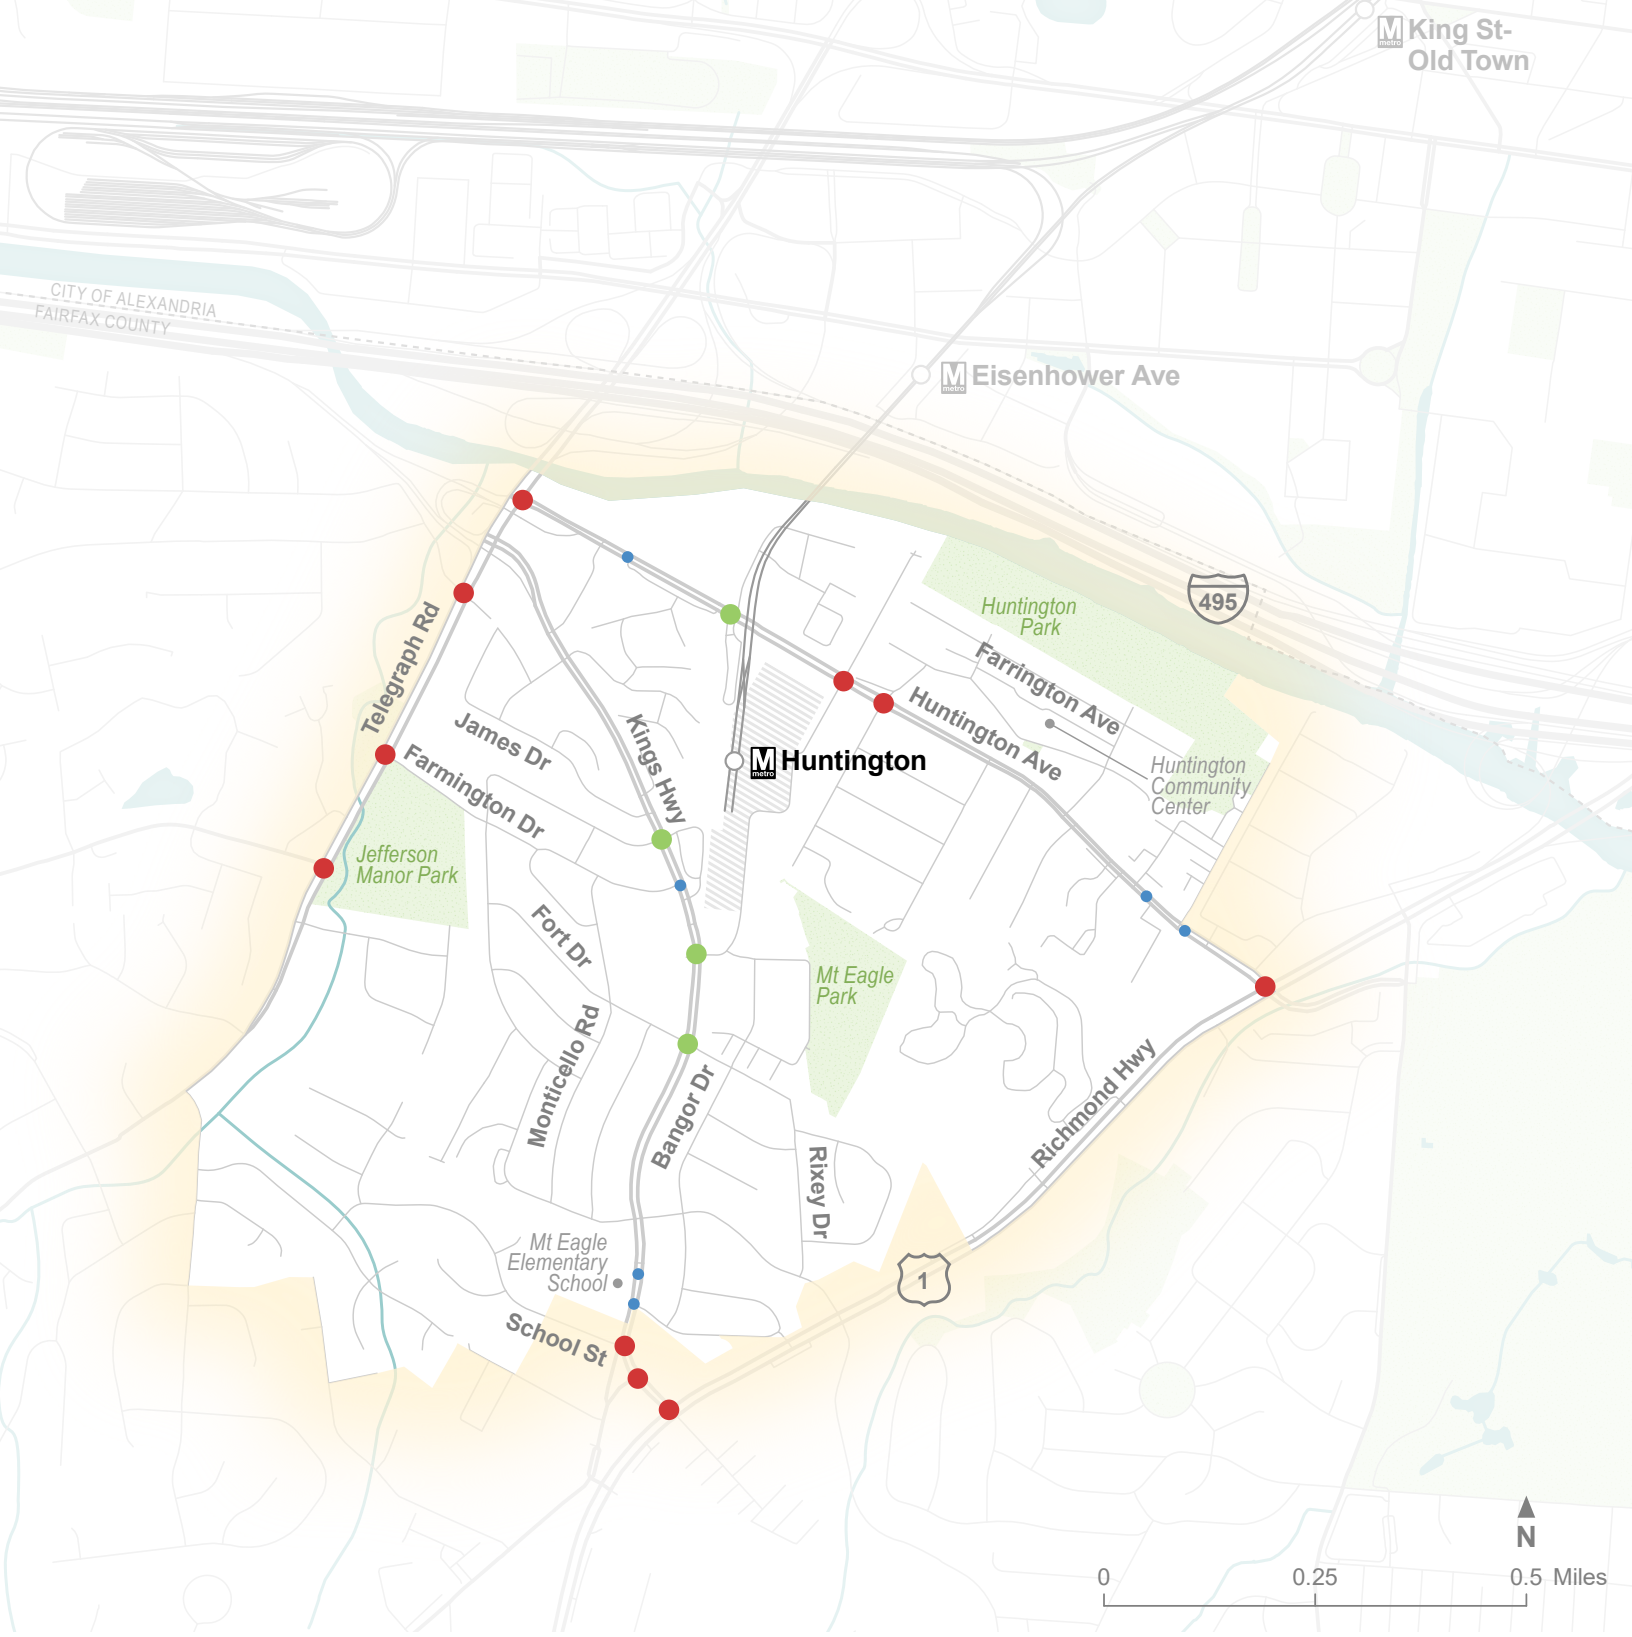 M
metro
King St-
Old Town
CITY OF ALEXANDRIA
FAIRFAX COUNTY
M
metro
Eisenhower Ave
495
Huntington
Park
Telegraph Rd
Farrington Ave
Huntington Ave
James Dr
Kings Hwy
Farmington Dr
M
metro
Huntington
Huntington
Community
Center
Jefferson
Manor Park
Fort Dr
Mt Eagle
Park
Monticello Rd
Bangor Dr
Richmond Hwy
Rixey Dr
Mt Eagle
Elementary
School
1
School St
N
0 0.25 0.5 Miles